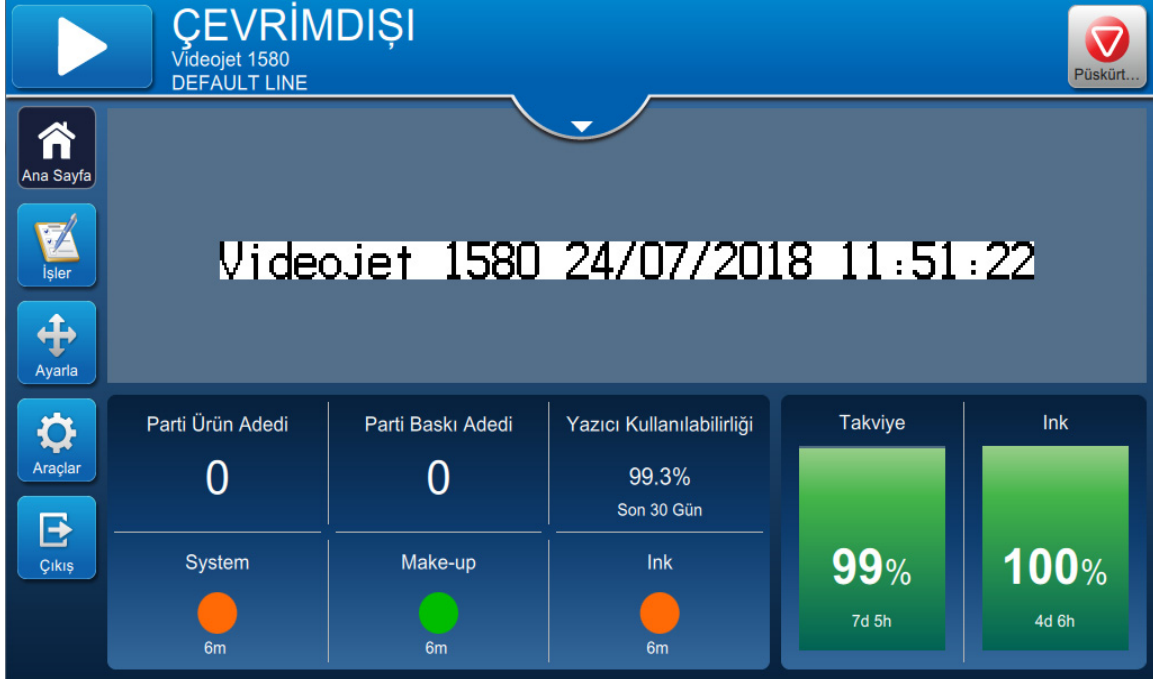 ÇEVRİMDIŞI
Videojet 1580
DEFAULT LINE
Püskürt...
Ana Sayfa
İşler
Ayarla
Araçlar
Çıkış
Videojet 1580 24/07/2018 11:51:22
Parti Ürün Adedi
0
Parti Baskı Adedi
0
Yazıcı Kullanılabilirliği
99.3%
Son 30 Gün
System
6m
Make-up
6m
Ink
6m
Takviye
99%
7d 5h
Ink
100%
4d 6h